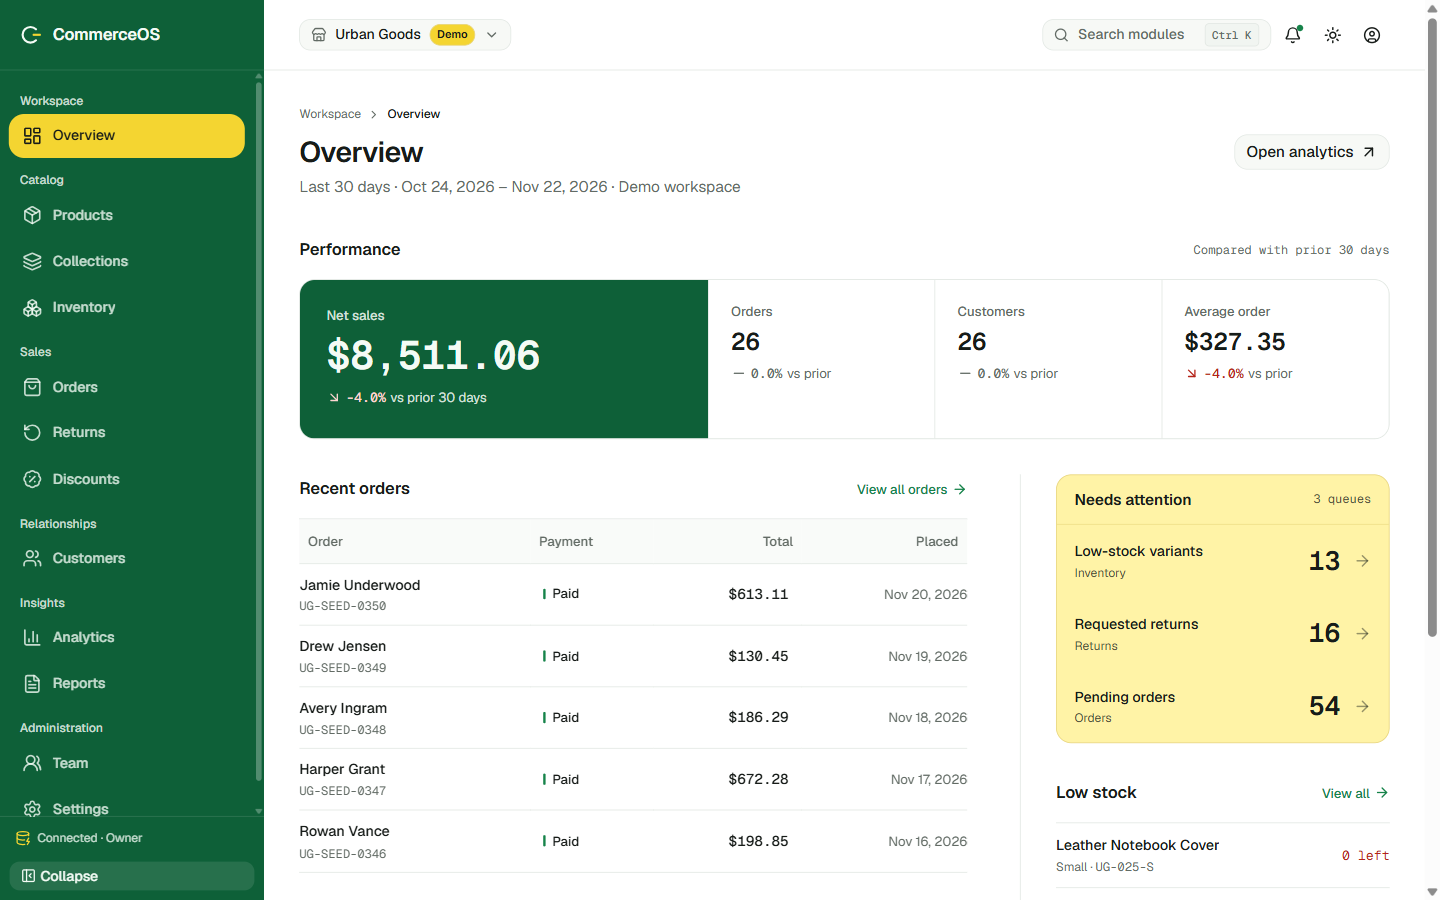 CommerceOS
Workspace
Overview
Catalog
Products
Collections
Inventory
Sales
Orders
Returns
Discounts
Relationships
Customers
Insights
Analytics
Reports
Administration
Team
Settings
Connected · Owner
Collapse
Urban Goods Demo
Search modules Ctrl K
Workspace > Overview
Overview
Open analytics
Last 30 days · Oct 24, 2026 – Nov 22, 2026 · Demo workspace
Performance
Compared with prior 30 days
Net sales
$8,511.06
-4.0% vs prior 30 days
Orders
26
— 0.0% vs prior
Customers
26
— 0.0% vs prior
Average order
$327.35
-4.0% vs prior
Recent orders
View all orders
Order Payment Total Placed
Jamie Underwood
UG-SEED-0350
Paid $613.11 Nov 20, 2026
Drew Jensen
UG-SEED-0349
Paid $130.45 Nov 19, 2026
Avery Ingram
UG-SEED-0348
Paid $186.29 Nov 18, 2026
Harper Grant
UG-SEED-0347
Paid $672.28 Nov 17, 2026
Rowan Vance
UG-SEED-0346
Paid $198.85 Nov 16, 2026
Needs attention 3 queues
Low-stock variants
Inventory
13
Requested returns
Returns
16
Pending orders
Orders
54
Low stock View all
Leather Notebook Cover
Small · UG-025-S
0 left